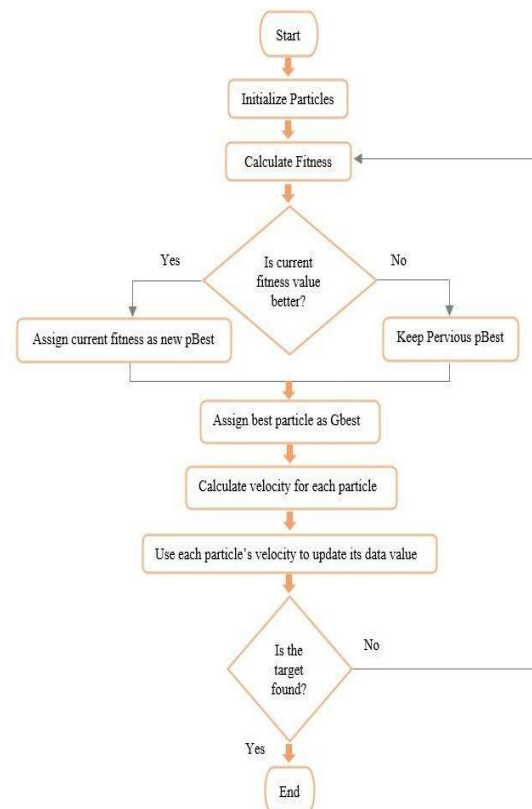 Start
Initialize Particles
Calculate Fitness
Yes
Is current
fitness value
better?
No
Assign current fitness as new pBest
Keep Pervious pBest
Assign best particle as Gbest
Calculate velocity for each particle
Use each particle’s velocity to update its data value
Is the
target
found?
No
Yes
End